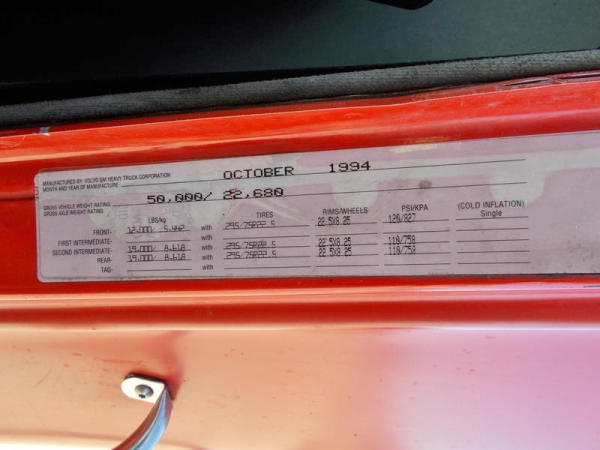 MANUFACTURED BY VOLVO GM HEAVY TRUCK CORPORATION
MONTH AND YEAR OF MANUFACTURE OCTOBER 1994
GROSS VEHICLE WEIGHT RATING 50,000/ 22,680
GROSS AXLE WEIGHT RATING
LBS/kg TIRES RIMS/WHEELS PSI/KPA (COLD INFLATION)
Single
FRONT- 12,000/ 5,442 with 295/75R22.5 22.5X8.25 120/827
FIRST INTERMEDIATE- with
SECOND INTERMEDIATE- 19,000/ 8,618 with 295/75R22.5 22.5X8.25 110/758
REAR- 19,000/ 8,618 with 295/75R22.5 22.5X8.25 110/758
TAG- with